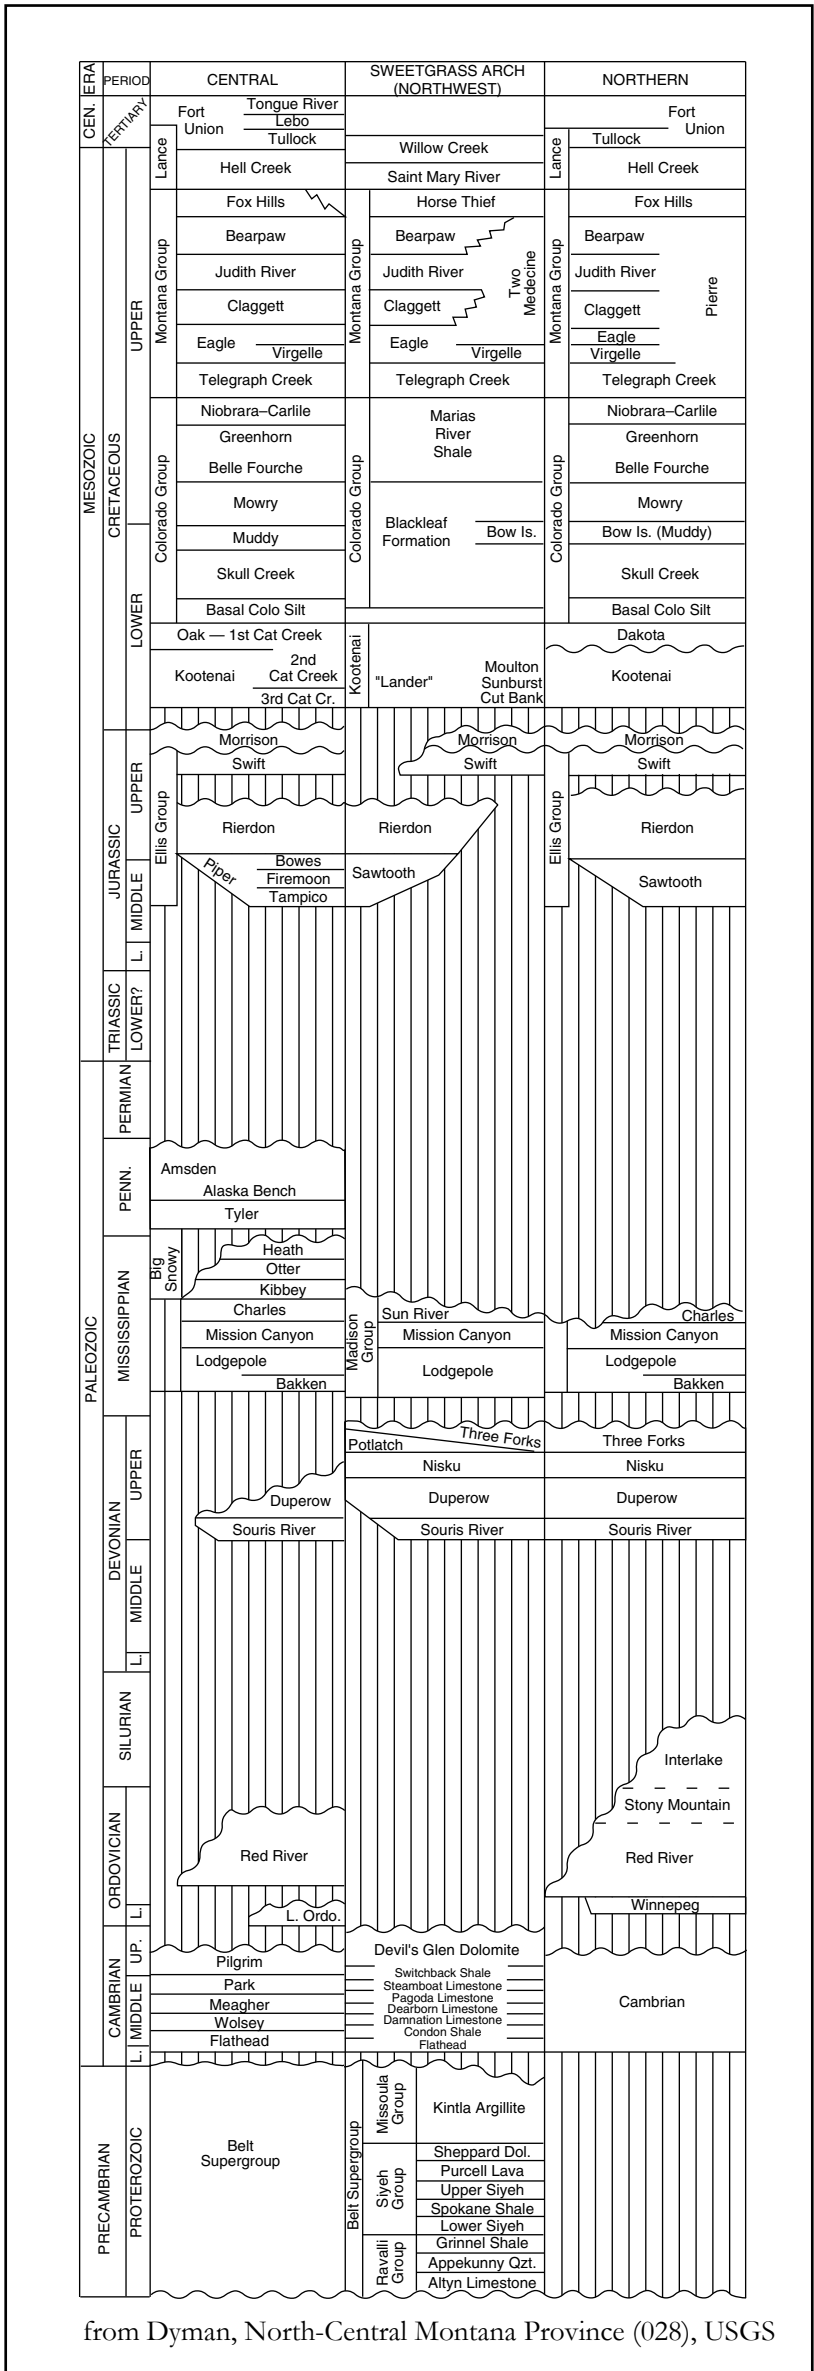 ERA
PERIOD
CENTRAL
SWEETGRASS ARCH
(NORTHWEST)
NORTHERN
CEN.
TERTIARY
Fort
Union
Tongue River
Lebo
Tullock
Lance
Hell Creek
Willow Creek
Saint Mary River
Fort
Union
Tullock
Lance
Hell Creek
MESOZOIC
CRETACEOUS
UPPER
Montana Group
Fox Hills
Bearpaw
Judith River
Claggett
Eagle
Virgelle
Telegraph Creek
Montana Group
Horse Thief
Bearpaw
Judith River
Claggett
Two
Medecine
Eagle
Virgelle
Telegraph Creek
Montana Group
Fox Hills
Bearpaw
Judith River
Claggett
Eagle
Virgelle
Pierre
Telegraph Creek
Colorado Group
Niobrara–Carlile
Greenhorn
Belle Fourche
Mowry
Muddy
Skull Creek
Basal Colo Silt
Colorado Group
Marias
River
Shale
Blackleaf
Formation
Bow Is.
Colorado Group
Niobrara–Carlile
Greenhorn
Belle Fourche
Mowry
Bow Is. (Muddy)
Skull Creek
Basal Colo Silt
LOWER
Oak — 1st Cat Creek
Kootenai
2nd
Cat Creek
3rd Cat Cr.
Kootenai
"Lander"
Moulton
Sunburst
Cut Bank
Dakota
Kootenai
JURASSIC
UPPER
MIDDLE
L.
Ellis Group
Morrison
Swift
Rierdon
Piper
Bowes
Firemoon
Tampico
Morrison
Swift
Rierdon
Sawtooth
Ellis Group
Morrison
Swift
Rierdon
Sawtooth
TRIASSIC
LOWER?
PALEOZOIC
PERMIAN
PENN.
Amsden
Alaska Bench
Tyler
MISSISSIPPIAN
Big
Snowy
Heath
Otter
Kibbey
Charles
Mission Canyon
Lodgepole
Bakken
Madison
Group
Sun River
Mission Canyon
Lodgepole
Charles
Mission Canyon
Lodgepole
Bakken
DEVONIAN
UPPER
MIDDLE
L.
Duperow
Souris River
Potlatch
Three Forks
Nisku
Duperow
Souris River
Three Forks
Nisku
Duperow
Souris River
SILURIAN
Interlake
Stony Mountain
ORDOVICIAN
L.
Red River
L. Ordo.
Red River
Winnepeg
CAMBRIAN
UP.
MIDDLE
L.
Pilgrim
Park
Meagher
Wolsey
Flathead
Devil's Glen Dolomite
Switchback Shale
Steamboat Limestone
Pagoda Limestone
Dearborn Limestone
Damnation Limestone
Condon Shale
Flathead
Cambrian
PRECAMBRIAN
PROTEROZOIC
Belt
Supergroup
Belt Supergroup
Missoula
Group
Kintla Argillite
Siyeh
Group
Sheppard Dol.
Purcell Lava
Upper Siyeh
Spokane Shale
Lower Siyeh
Ravalli
Group
Grinnel Shale
Appekunny Qzt.
Altyn Limestone
from Dyman, North-Central Montana Province (028), USGS